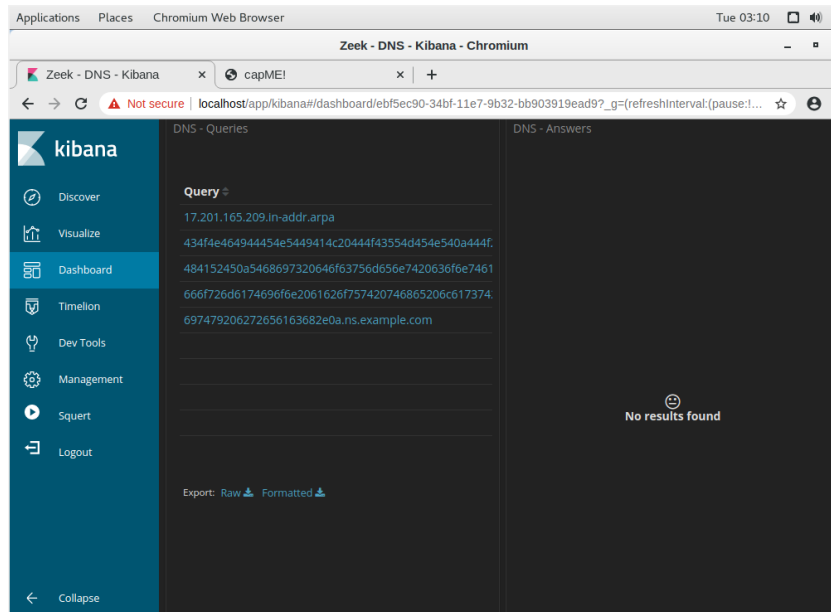 Applications Places Chromium Web Browser Tue 03:10
Zeek - DNS - Kibana - Chromium
Zeek - DNS - Kibana × capME! × +
Not secure | localhost/app/kibana#/dashboard/ebf5ec90-34bf-11e7-9b32-bb903919ead9?_g=(refreshInterval:(pause:!...
kibana
Discover
Visualize
Dashboard
Timelion
Dev Tools
Management
Squert
Logout
Collapse
DNS - Queries
Query
17.201.165.209.in-addr.arpa
434f4e464944454e5449414c20444f43554d454e540a444f.
484152450a5468697320646f63756d656e7420636f6e7461
666f726d6174696f6e2061626f757420746865206c617374.
697479206272656163682e0a.ns.example.com
Export: Raw Formatted
DNS - Answers
No results found